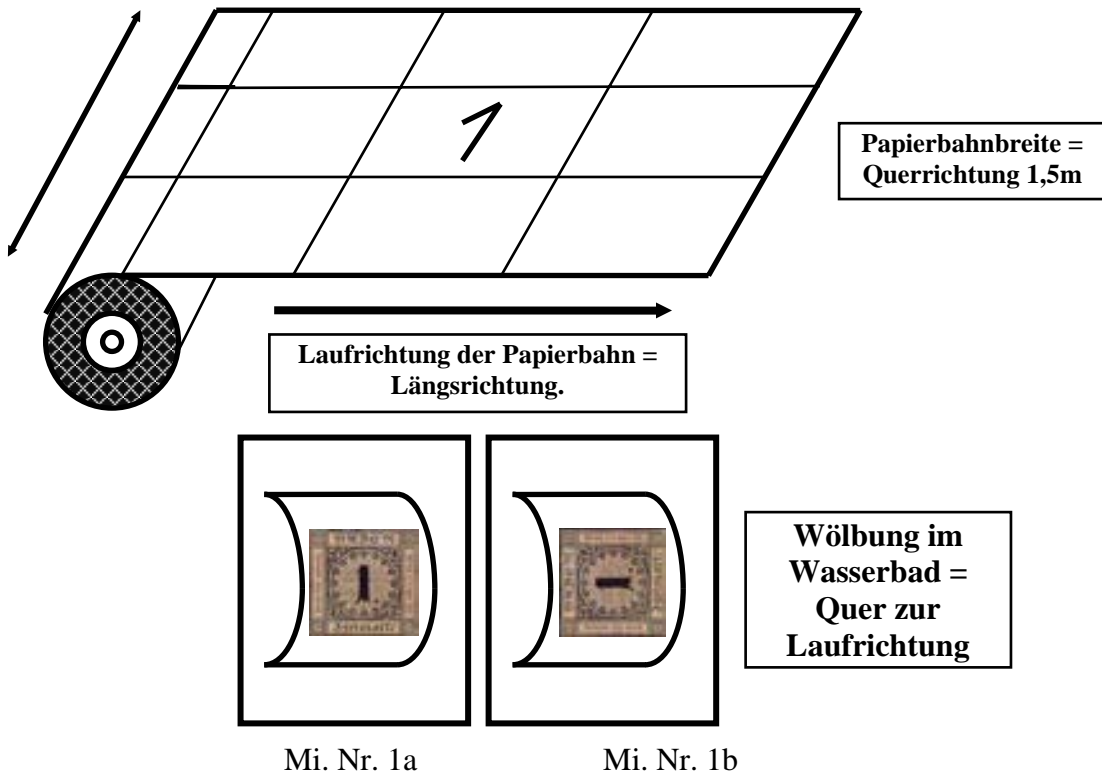 1
Papierbahnbreite =
Querrichtung 1,5m
Laufrichtung der Papierbahn =
Längsrichtung.
Wölbung im
Wasserbad =
Quer zur
Laufrichtung
Mi. Nr. 1a
Mi. Nr. 1b